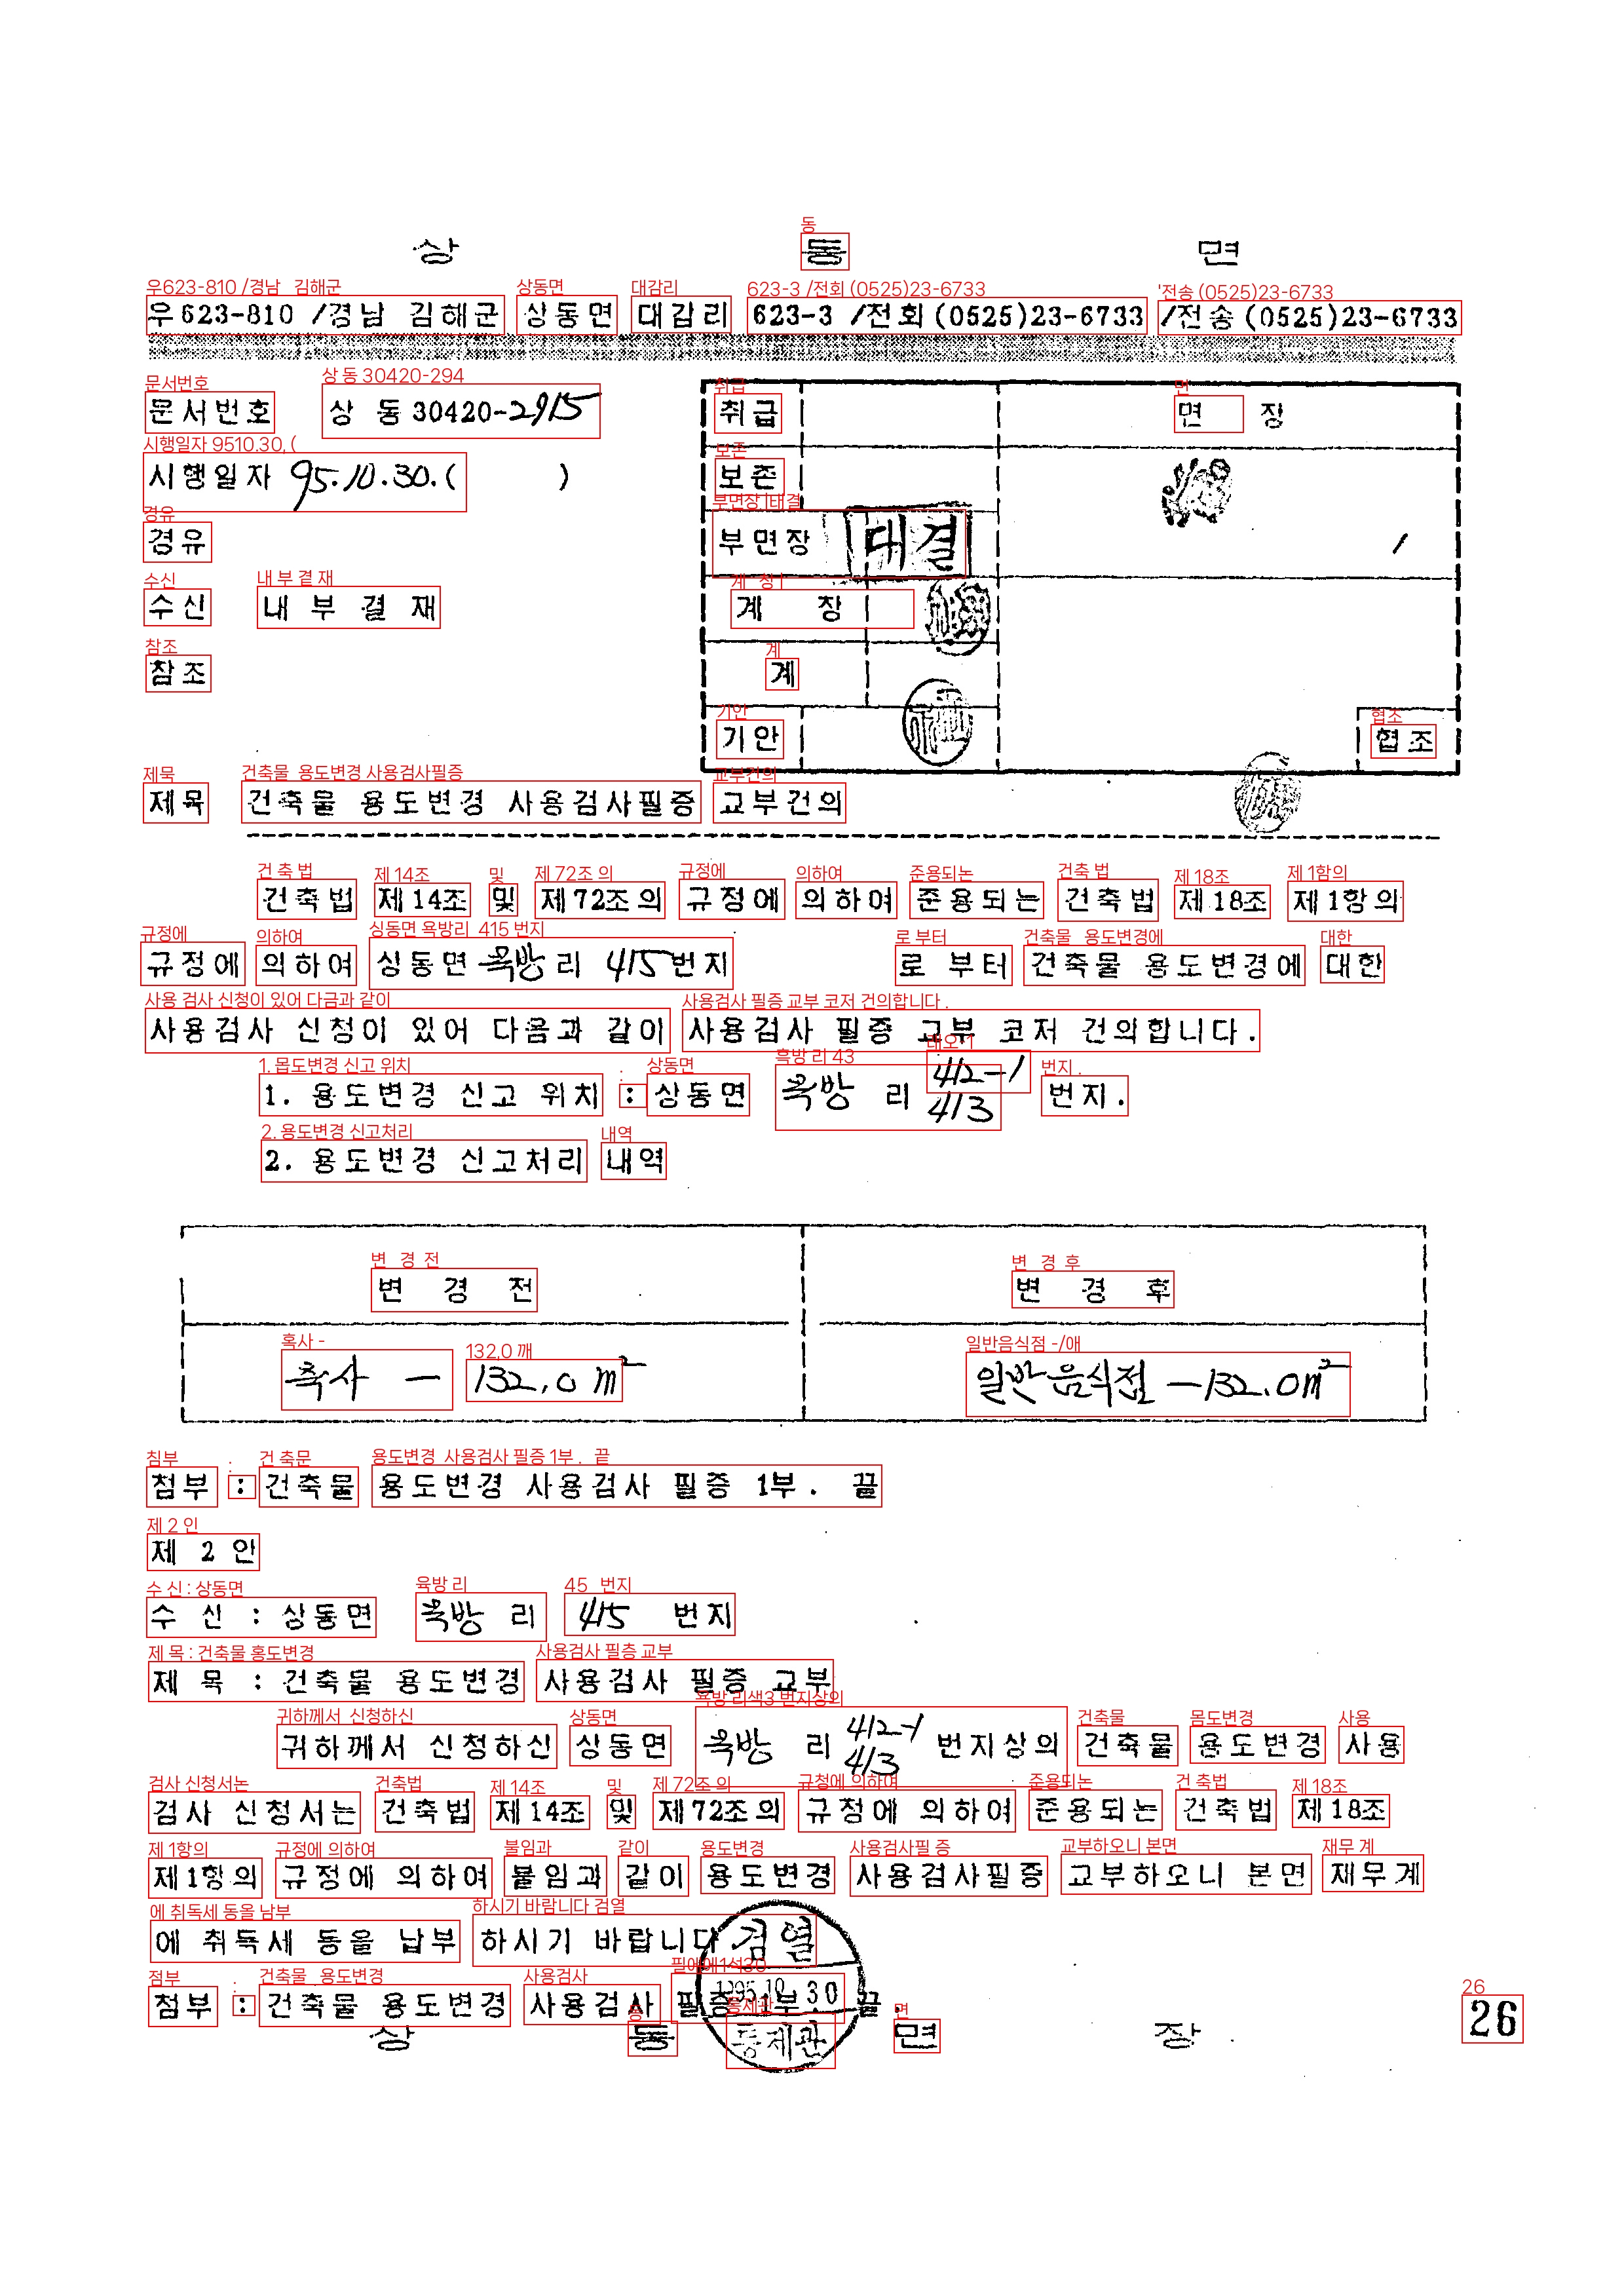 상 동 면
우 623-810 /경남 김해군 상동면 대감리 623-3 /전화 (0525)23-6733 /전송 (0525)23-6733
문서번호 상 동 30420-2915
시행일자 95.10.30. ( )
경유
수신 내 부 결 재
참조
취급
보존
부면장 대결
계 장
계
기안
면 장
협조
제목 건축물 용도변경 사용검사필증 교부건의
건축법 제14조 및 제72조의 규정에 의하여 준용되는 건축법 제18조 제1항의
규정에 의하여 상동면 묵방 리 415번지 로 부터 건축물 용도변경에 대한
사용검사 신청이 있어 다음과 같이 사용검사 필증 교부 코저 건의합니다.
1. 용도변경 신고 위치 : 상동면 묵방 리 412-1 413 번지.
2. 용도변경 신고처리 내역
변 경 전 변 경 후
축사 - 132.0 m² 일반음식점 - 132.0m²
첨부 : 건축물 용도변경 사용검사 필증 1부. 끝
제 2 안
수 신 : 상동면 묵방 리 415 번지
제 목 : 건축물 용도변경 사용검사 필증 교부
귀하께서 신청하신 상동면 묵방 리 412-1 413 번지상의 건축물 용도변경 사용
검사 신청서는 건축법 제14조 및 제72조의 규정에 의하여 준용되는 건축법 제18조
제1항의 규정에 의하여 붙임과 같이 용도변경 사용검사필증 교부하오니 본면 재무계
에 취득세 등을 납부 하시기 바랍니다
첨부 : 건축물 용도변경 사용검사 필증 1부. 끝
검열
1995.10.30
통제관
상 동 면 장
26